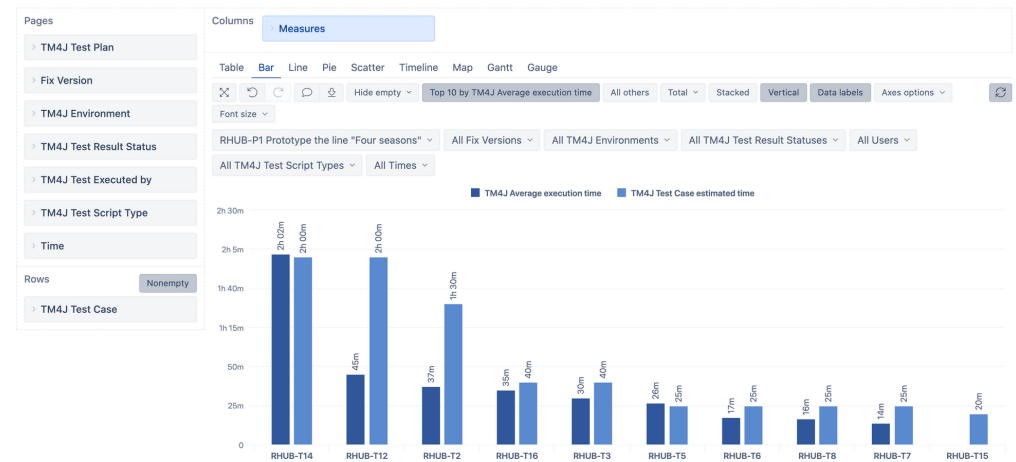 Pages
TM4J Test Plan
Fix Version
TM4J Environment
TM4J Test Result Status
TM4J Test Executed by
TM4J Test Script Type
Time
Rows
Nonempty
TM4J Test Case
Columns
Measures
Table Bar Line Pie Scatter Timeline Map Gantt Gauge
Hide empty Top 10 by TM4J Average execution time All others Total Stacked Vertical Data labels Axes options
Font size
RHUB-P1 Prototype the line "Four seasons" All Fix Versions All TM4J Environments All TM4J Test Result Statuses All Users
All TM4J Test Script Types All Times
TM4J Average execution time TM4J Test Case estimated time
2h 30m
2h 5m
1h 40m
1h 15m
50m
25m
0
2h 02m 2h 00m
45m 2h 00m
37m 1h 30m
35m 40m
30m 40m
26m 25m
17m 25m
16m 25m
14m 25m
20m
RHUB-T14 RHUB-T12 RHUB-T2 RHUB-T16 RHUB-T3 RHUB-T5 RHUB-T6 RHUB-T8 RHUB-T7 RHUB-T15